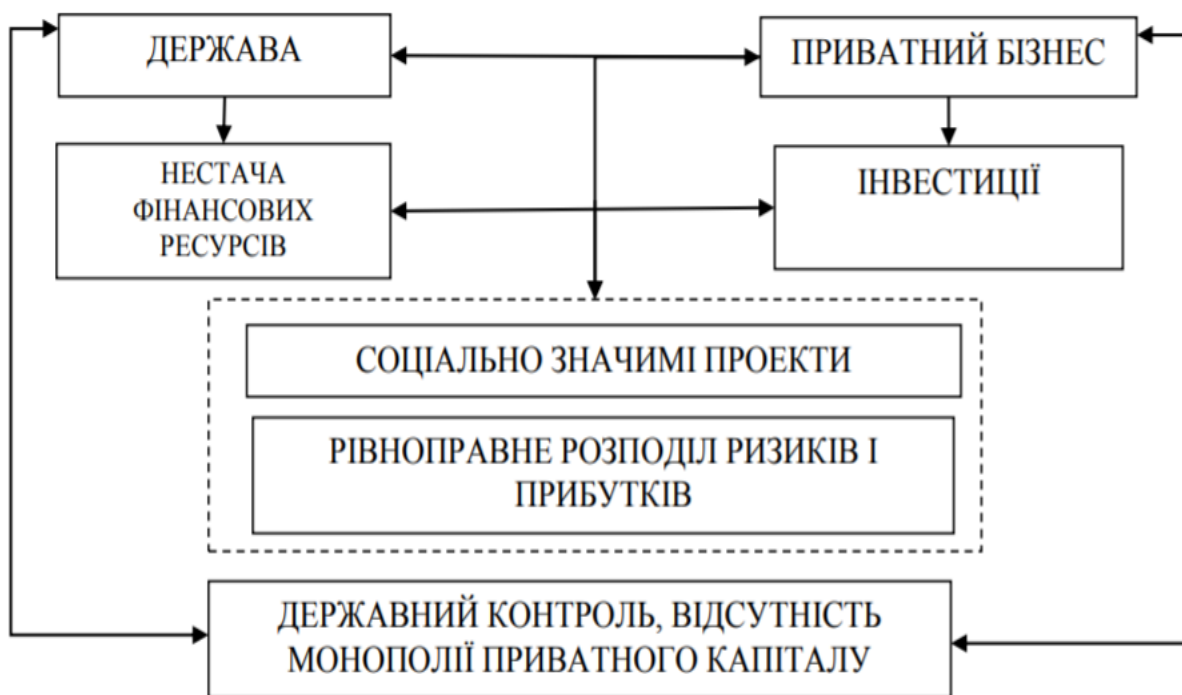 ДЕРЖАВА
ПРИВАТНИЙ БІЗНЕС
НЕСТАЧА
ФІНАНСОВИХ
РЕСУРСІВ
ІНВЕСТИЦІЇ
СОЦІАЛЬНО ЗНАЧИМІ ПРОЕКТИ
РІВНОПРАВНЕ РОЗПОДІЛ РИЗИКІВ І
ПРИБУТКІВ
ДЕРЖАВНИЙ КОНТРОЛЬ, ВІДСУТНІСТЬ
МОНОПОЛІЇ ПРИВАТНОГО КАПІТАЛУ